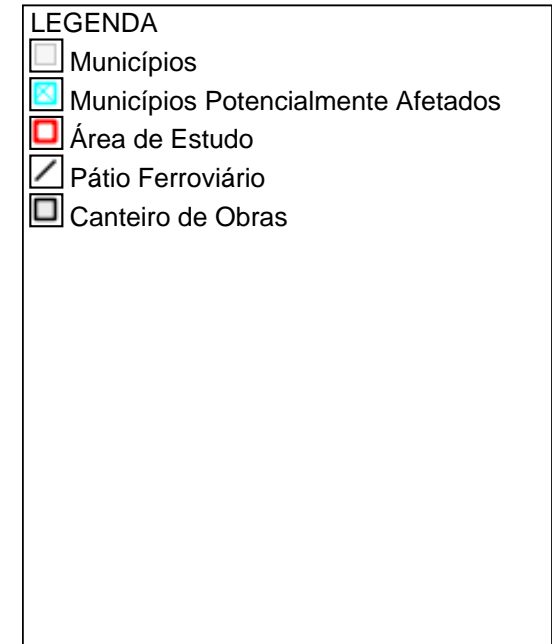 LEGENDA
Municípios
Municípios Potencialmente Afetados
Área de Estudo
Pátio Ferroviário
Canteiro de Obras